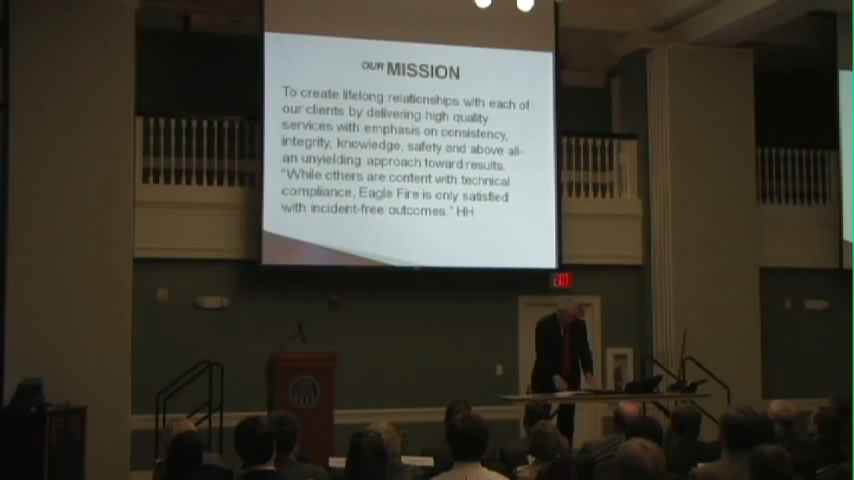 OUR MISSION
To create lifelong relationships with each of
our clients by delivering high quality
services with emphasis on consistency,
integrity, knowledge, safety and above all-
an unyielding approach toward results.
"While others are content with technical
compliance, Eagle Fire is only satisfied
with incident-free outcomes." HH
EXIT